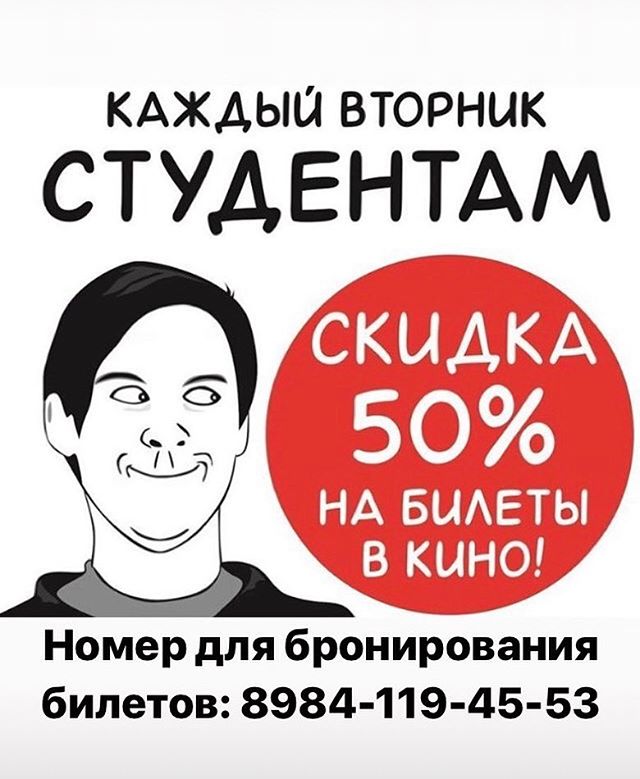 КАЖДЫЙ ВТОРНИК
СТУДЕНТАМ
СКИДКА
50%
НА БИЛЕТЫ
В КИНО!
Номер для бронирования
билетов: 8984-119-45-53